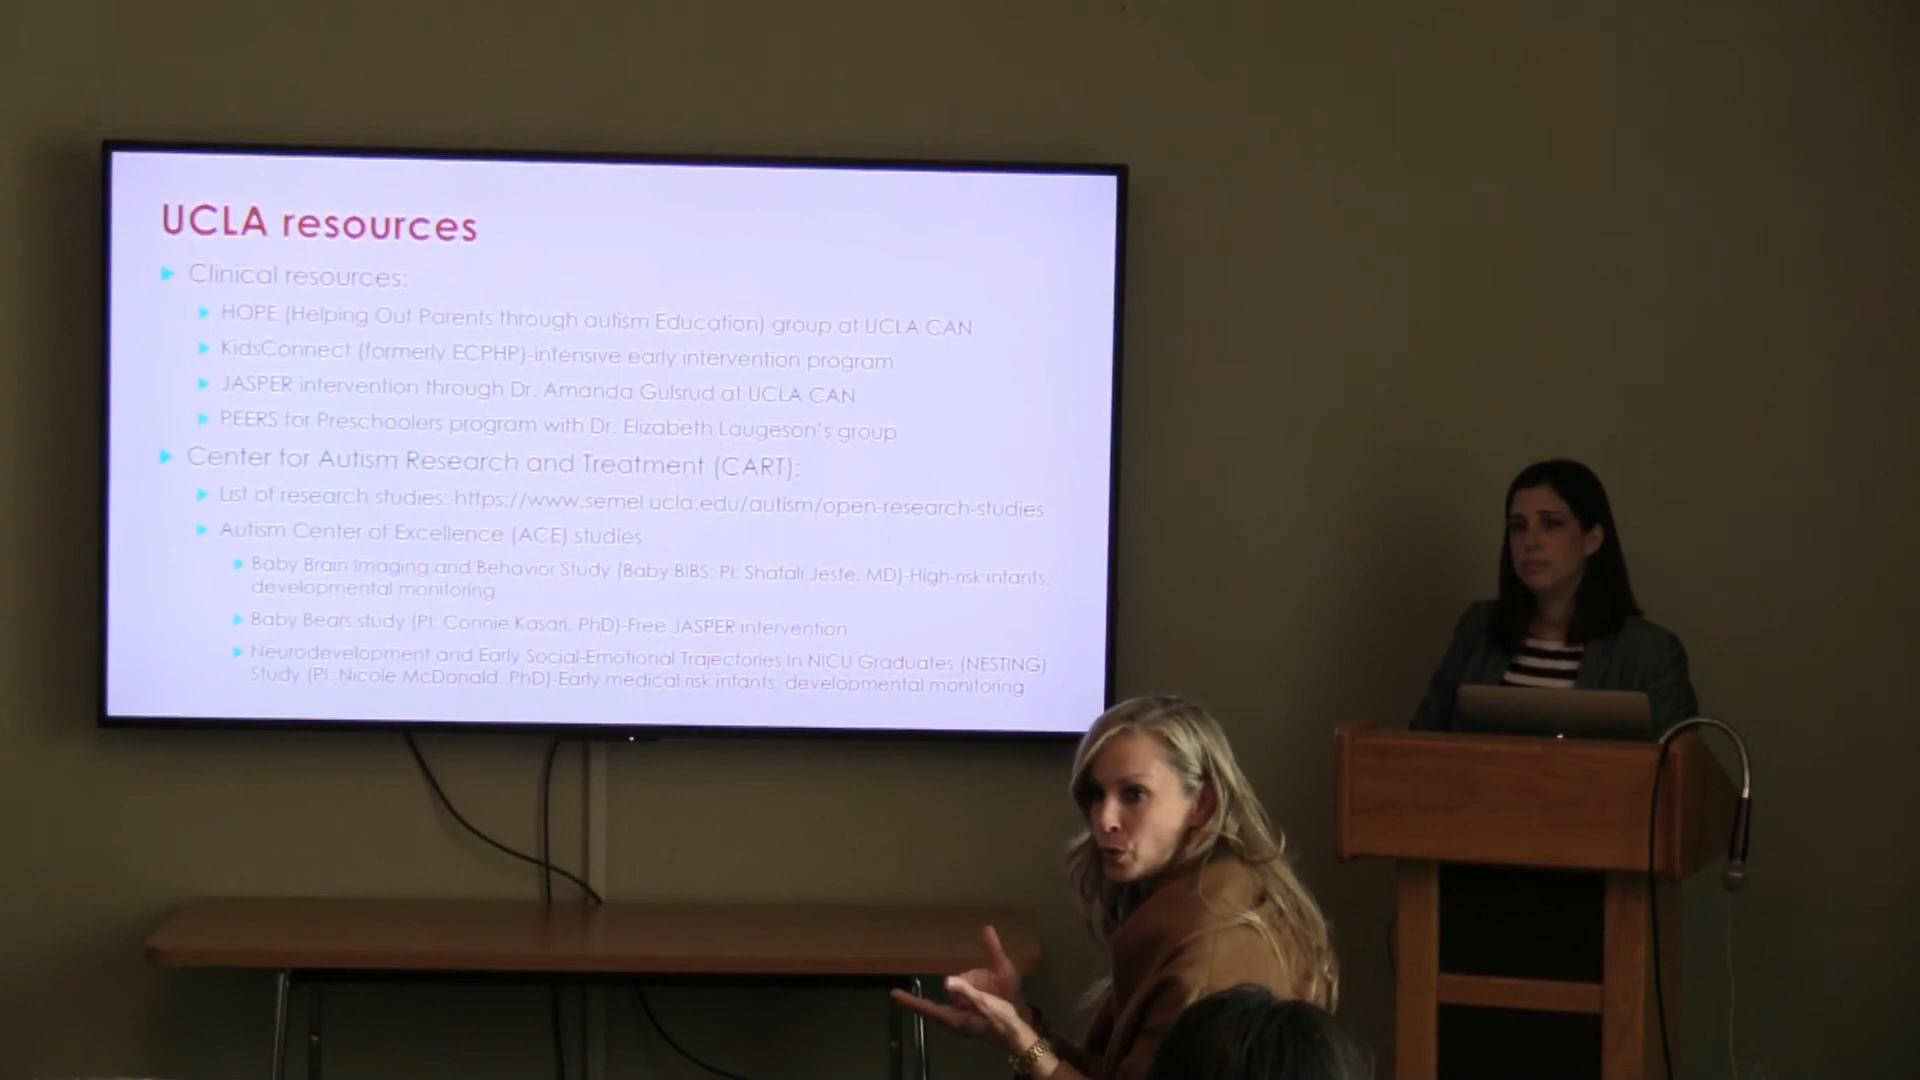 UCLA resources
Clinical resources:
HOPE (Helping Out Parents through autism Education) group at UCLA CAN
KidsConnect (formerly ECPHP)-intensive early intervention program
JASPER intervention through Dr. Amanda Gulsrud at UCLA CAN
PEERS for Preschoolers program with Dr. Elizabeth Laugeson's group
Center for Autism Research and Treatment (CART):
List of research studies: https://www.semel.ucla.edu/autism/open-research-studies
Autism Center of Excellence (ACE) studies
Baby Brain Imaging and Behavior Study (Baby BIBS; PI: Shafali Jeste, MD)-High-risk infants,
developmental monitoring
Baby Bears study (PI: Connie Kasari, PhD)-Free JASPER intervention
Neurodevelopment and Early Social-Emotional Trajectories in NICU Graduates (NESTING)
Study (PI: Nicole McDonald, PhD)-Early medical risk infants, developmental monitoring